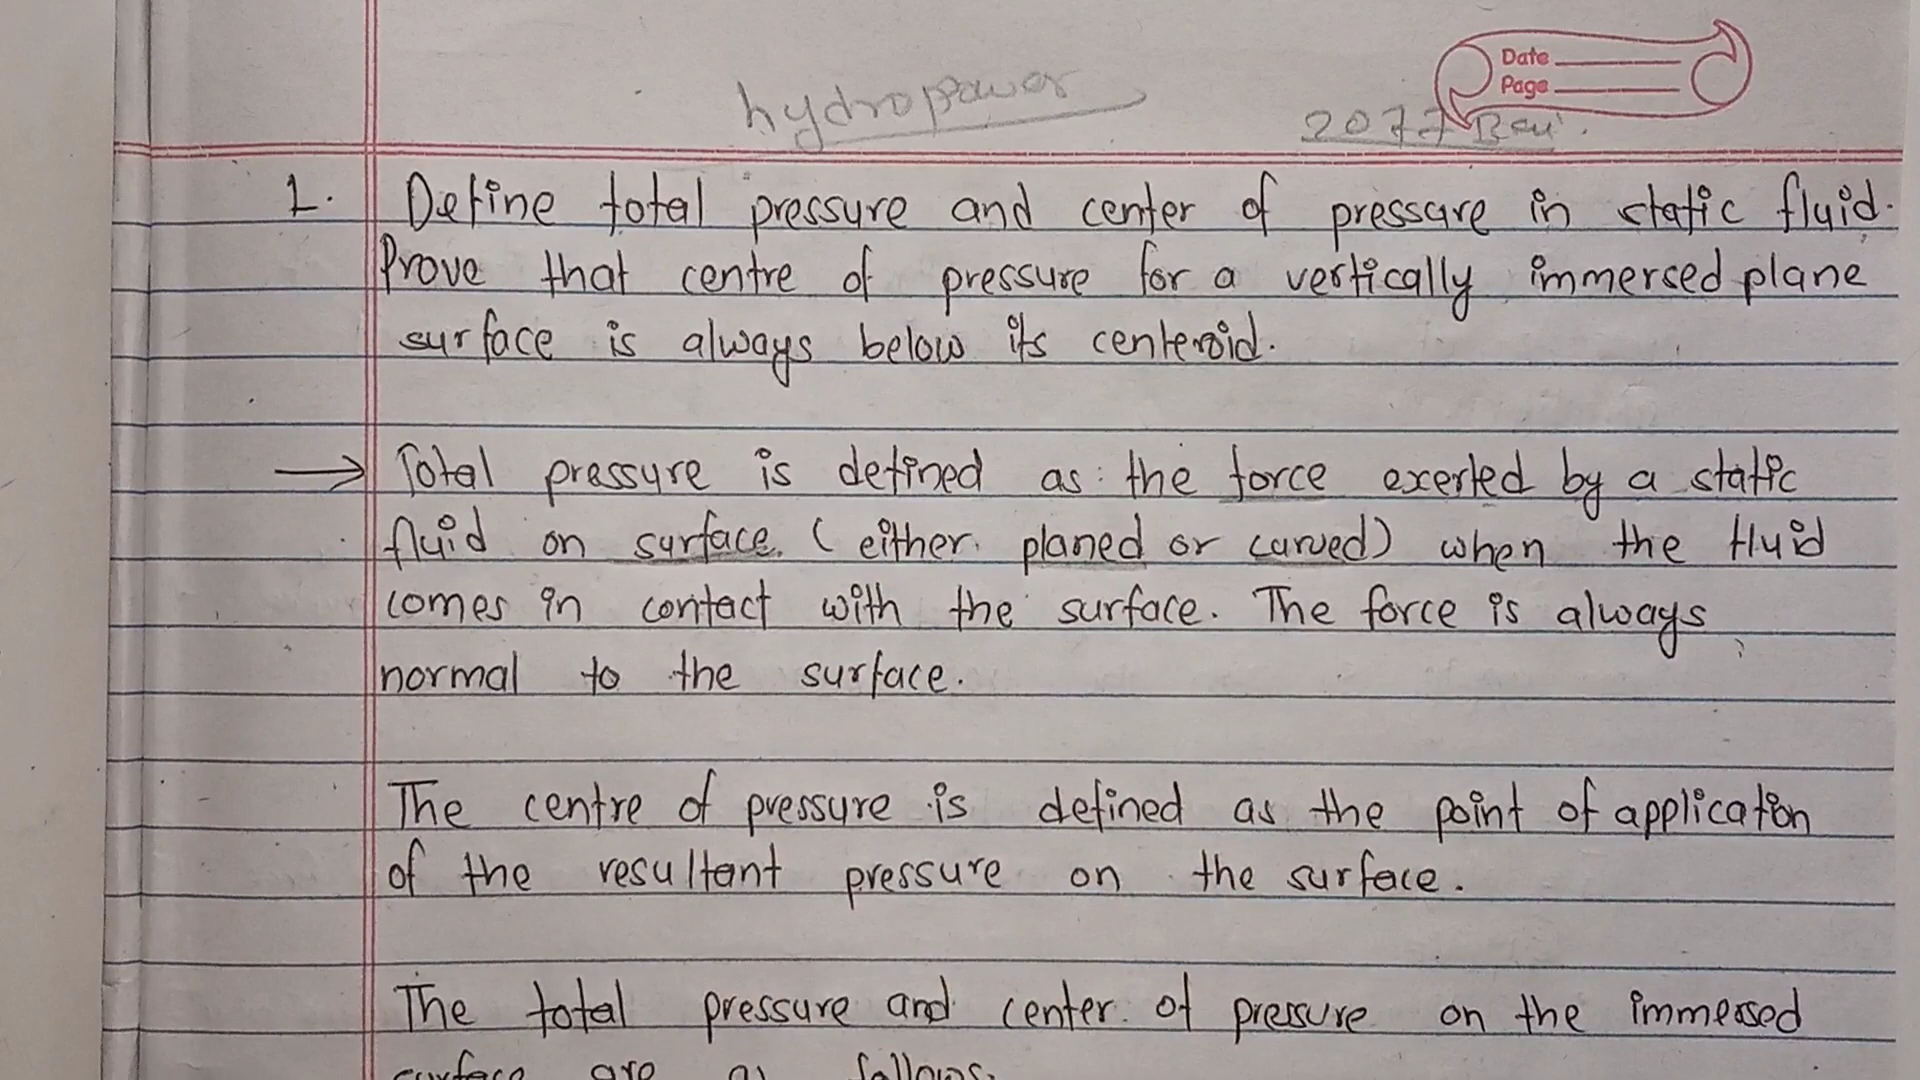 hydropower
Date
Page
2077
1. Define total pressure and center of pressure in static fluid.
Prove that centre of pressure for a vertically immersed plane
surface is always below its centeroid.
→ Total pressure is defined as the force exerted by a static
fluid on surface (either planed or curved) when the fluid
comes in contact with the surface. The force is always
normal to the surface.
The centre of pressure is defined as the point of application
of the resultant pressure on the surface.
The total pressure and center of pressure on the immersed
surface are as follows: